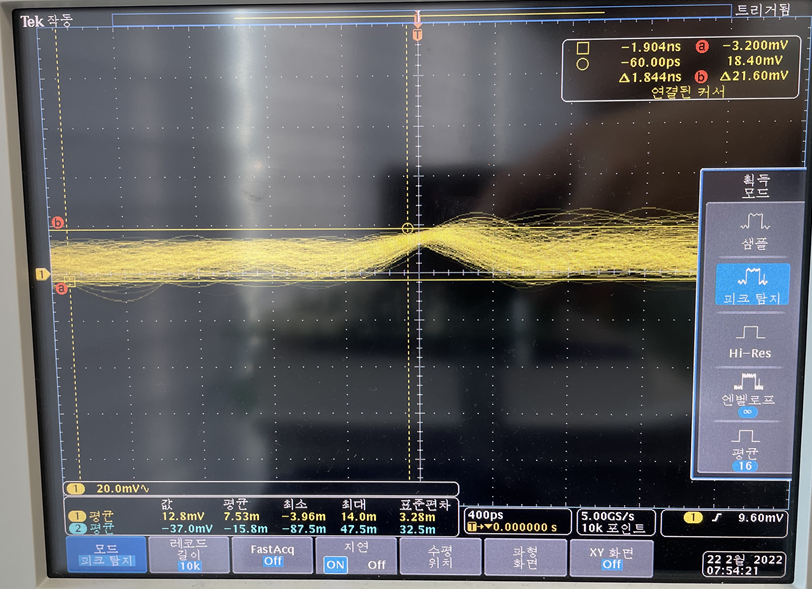 Tek 작동
트리거됨
T
-1.904ns a -3.200mV
-60.00ps 18.40mV
Δ1.844ns b Δ21.60mV
연결된 커서
b
1
a
획득
모드
샘플
피크 탐지
Hi-Res
엔벨로프
∞
평균
16
1 20.0mV∿
값 평균 최소 최대 표준편차
1 평균 12.8mV 7.53m -3.96m 14.0m 3.28m
2 평균 -37.0mV -15.8m -87.5m 47.5m 32.5m
400ps
T→▼0.000000 s
5.00GS/s
10k 포인트
1 9.60mV
모드
피크 탐지
레코드
길이
10k
FastAcq
Off
지연
ON Off
수평
위치
파형
화면
XY 화면
Off
22 2월 2022
07:54:21